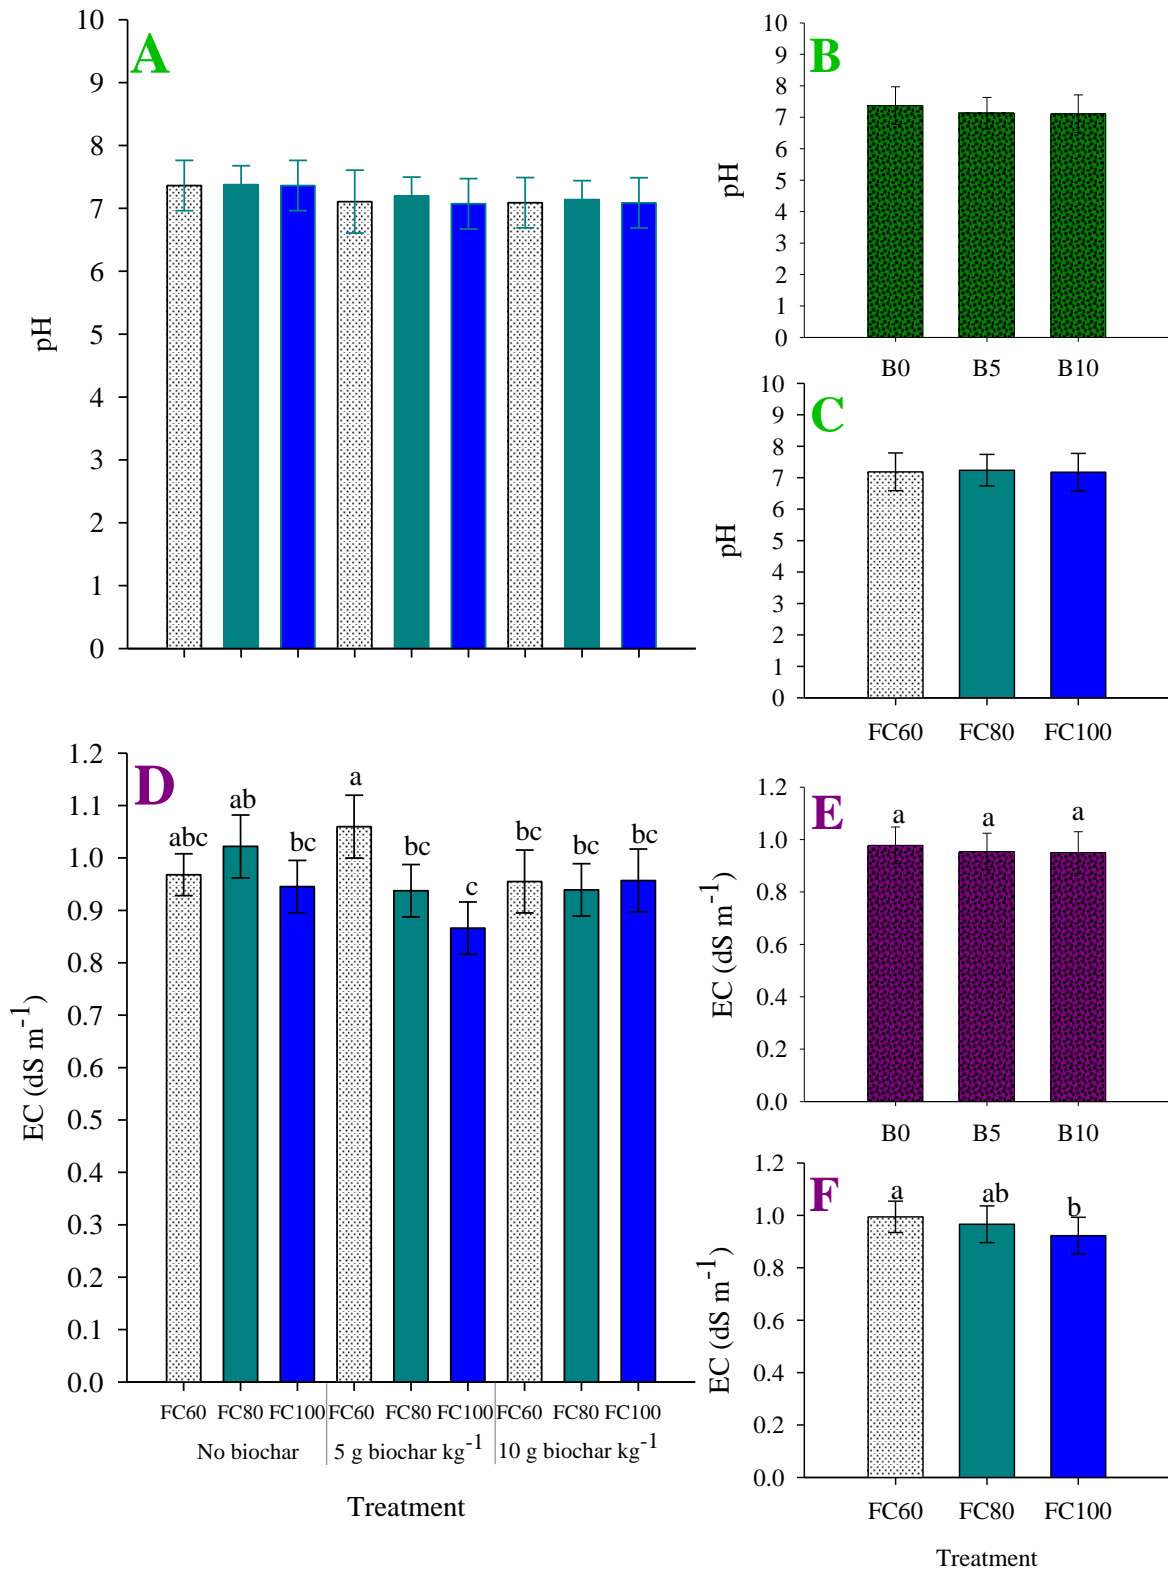 A
10
9
8
7
6
5
4
3
2
1
0
pH
B
10
9
8
7
6
5
4
3
2
1
0
pH
B0 B5 B10
C
10
9
8
7
6
5
4
3
2
1
0
pH
FC60 FC80 FC100
D
1.2
1.1
1.0
0.9
0.8
0.7
0.6
0.5
0.4
0.3
0.2
0.1
0.0
EC (dS m⁻¹)
abc ab bc a bc c bc bc bc
FC60 FC80 FC100 FC60 FC80 FC100 FC60 FC80 FC100
No biochar 5 g biochar kg⁻¹ 10 g biochar kg⁻¹
Treatment
E
1.2
1.0
0.8
0.6
0.4
0.2
0.0
EC (dS m⁻¹)
a a a
B0 B5 B10
F
1.2
1.0
0.8
0.6
0.4
0.2
0.0
EC (dS m⁻¹)
a ab b
FC60 FC80 FC100
Treatment